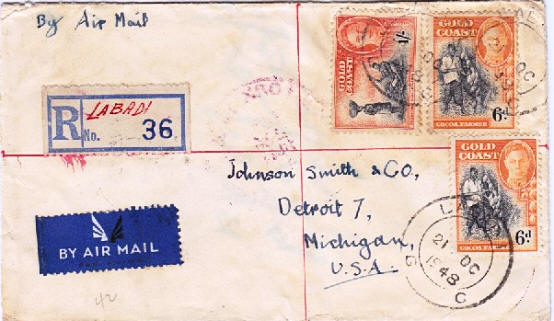 By Air Mail
GOLD
COAST
1/-
GOLD
COAST
6d
COCOA FARMER
R
LABADI
No. 36
GOLD
COAST
6d
COCOA FARMER
Johnson Smith & CO,
Detroit 7,
Michigan,
U.S.A.
BY AIR MAIL
21 OC
1948
G C
42